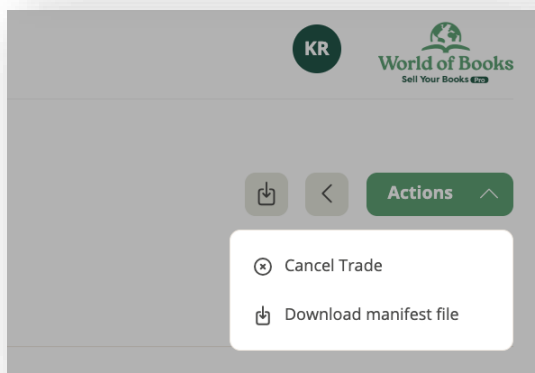 KR
World of Books
Sell Your Books Pro
Actions
Cancel Trade
Download manifest file